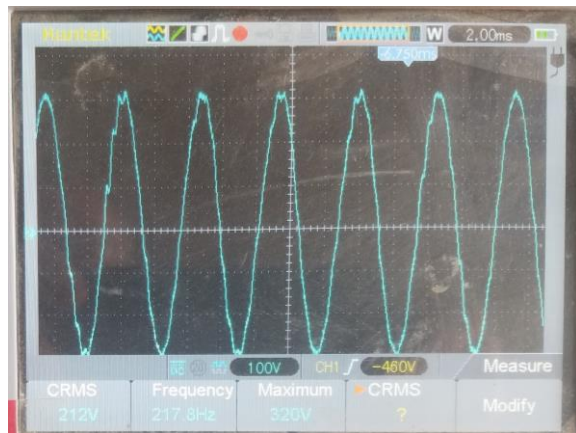 Hantek W 2.00ms
-6.750ms
100V CH1 -460V Measure
CRMS Frequency Maximum CRMS
212V 217.8Hz 320V ? Modify